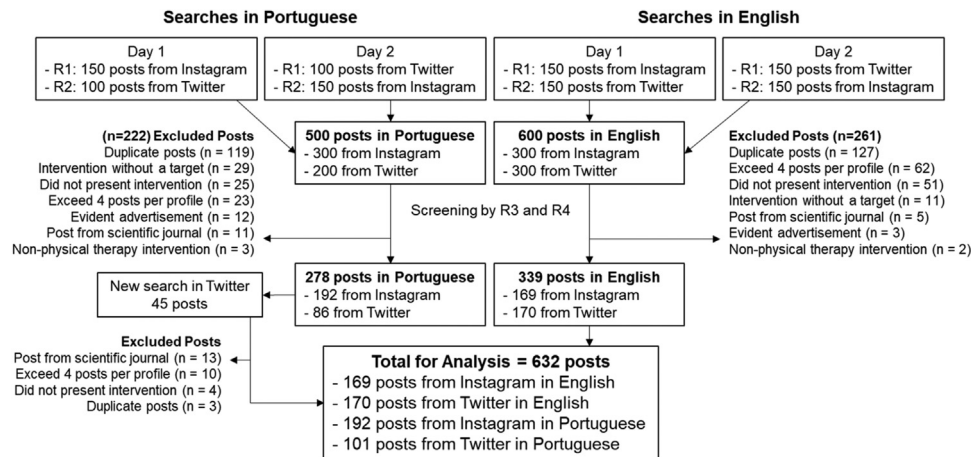 Searches in Portuguese
Searches in English
Day 1
- R1: 150 posts from Instagram
- R2: 100 posts from Twitter
Day 2
- R1: 100 posts from Twitter
- R2: 150 posts from Instagram
Day 1
- R1: 150 posts from Instagram
- R2: 150 posts from Twitter
Day 2
- R1: 150 posts from Twitter
- R2: 150 posts from Instagram
(n=222) Excluded Posts
Duplicate posts (n = 119)
Intervention without a target (n = 29)
Did not present intervention (n = 25)
Exceed 4 posts per profile (n = 23)
Evident advertisement (n = 12)
Post from scientific journal (n = 11)
Non-physical therapy intervention (n = 3)
500 posts in Portuguese
- 300 from Instagram
- 200 from Twitter
600 posts in English
- 300 from Instagram
- 300 from Twitter
Excluded Posts (n=261)
Duplicate posts (n = 127)
Exceed 4 posts per profile (n = 62)
Did not present intervention (n = 51)
Intervention without a target (n = 11)
Post from scientific journal (n = 5)
Evident advertisement (n = 3)
Non-physical therapy intervention (n = 2)
Screening by R3 and R4
New search in Twitter
45 posts
278 posts in Portuguese
- 192 from Instagram
- 86 from Twitter
339 posts in English
- 169 from Instagram
- 170 from Twitter
Excluded Posts
Post from scientific journal (n = 13)
Exceed 4 posts per profile (n = 10)
Did not present intervention (n = 4)
Duplicate posts (n = 3)
Total for Analysis = 632 posts
- 169 posts from Instagram in English
- 170 posts from Twitter in English
- 192 posts from Instagram in Portuguese
- 101 posts from Twitter in Portuguese